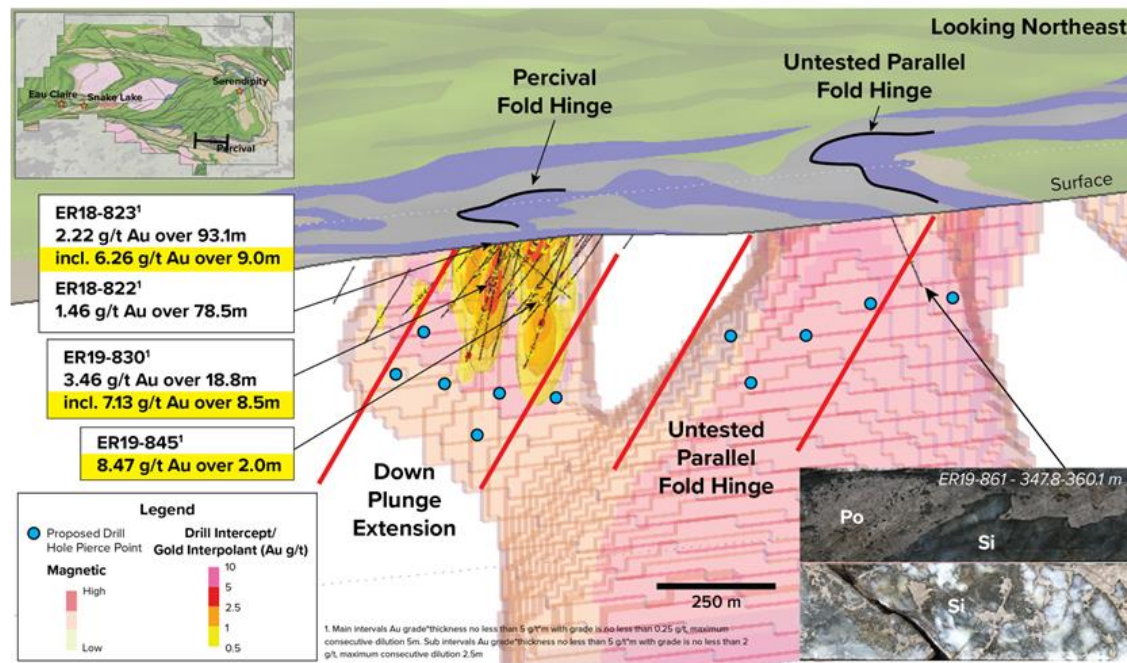 Looking Northeast
Eau Claire
Snake Lake
Serendipity
Percival
Percival
Fold Hinge
Untested Parallel
Fold Hinge
Surface
ER18-823¹
2.22 g/t Au over 93.1m
incl. 6.26 g/t Au over 9.0m
ER18-822¹
1.46 g/t Au over 78.5m
ER19-830¹
3.46 g/t Au over 18.8m
incl. 7.13 g/t Au over 8.5m
ER19-845¹
8.47 g/t Au over 2.0m
Down
Plunge
Extension
Untested
Parallel
Fold Hinge
ER19-861 - 347.8-360.1 m
Po
Si
Si
Legend
Proposed Drill
Hole Pierce Point
Magnetic
High
Low
Drill Intercept/
Gold Interpolant (Au g/t)
10
5
2.5
1
0.5
250 m
1. Main intervals Au grade*thickness no less than 5 g/t*m with grade is no less than 0.25 g/t, maximum
consecutive dilution 5m. Sub intervals Au grade*thickness no less than 5 g/t*m with grade is no less than 2
g/t, maximum consecutive dilution 2.5m